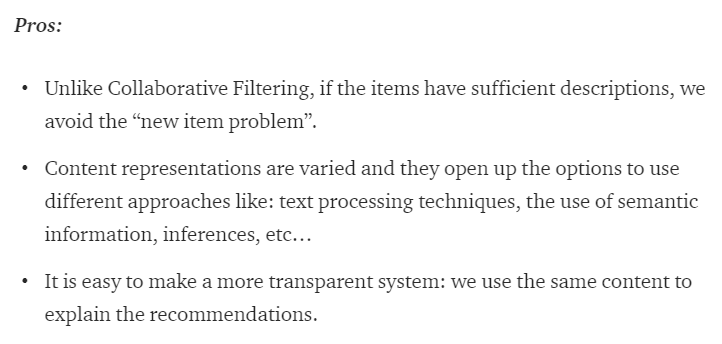 Pros:
• Unlike Collaborative Filtering, if the items have sufficient descriptions, we
avoid the “new item problem”.
• Content representations are varied and they open up the options to use
different approaches like: text processing techniques, the use of semantic
information, inferences, etc…
• It is easy to make a more transparent system: we use the same content to
explain the recommendations.